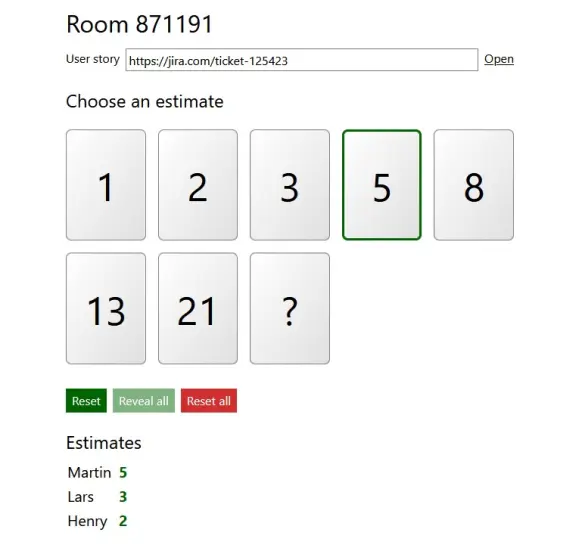 Room 871191
User story https://jira.com/ticket-125423 Open
Choose an estimate
1 2 3 5 8
13 21 ?
Reset Reveal all Reset all
Estimates
Martin 5
Lars 3
Henry 2